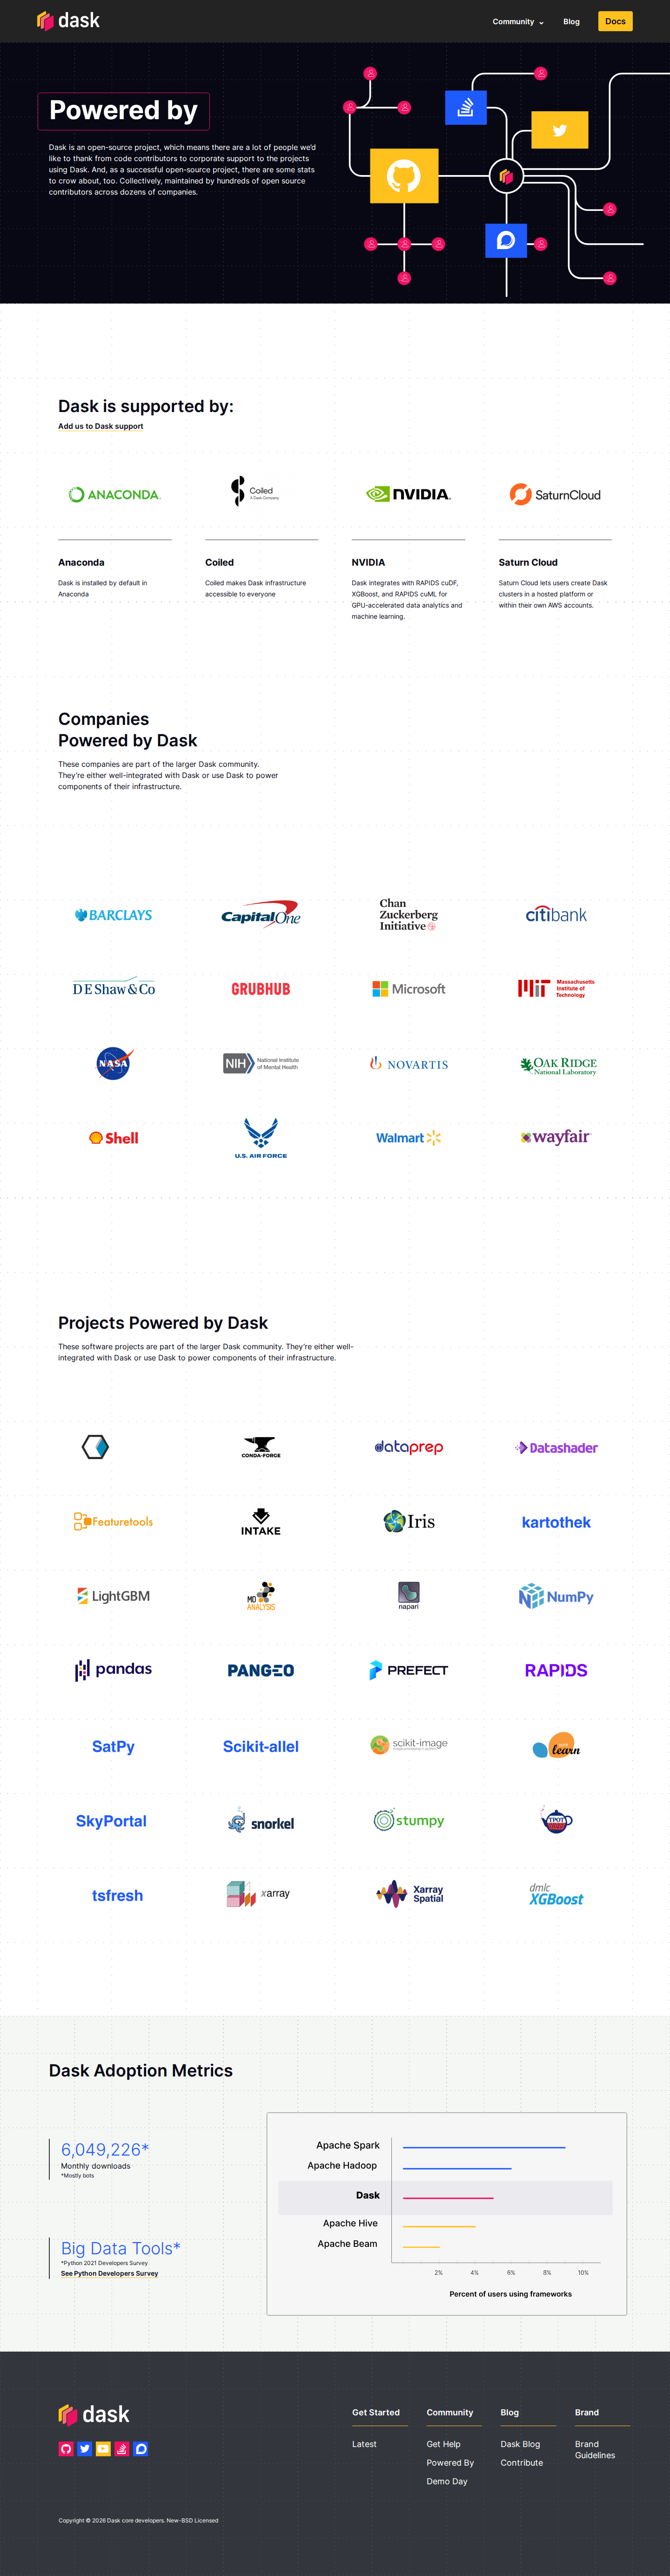 dask
Community
Blog
Docs
Powered by
Dask is an open-source project, which means there are a lot of people we’d
like to thank from code contributors to corporate support to the projects
using Dask. And, as a successful open-source project, there are some stats
to crow about, too. Collectively, maintained by hundreds of open source
contributors across dozens of companies.
Dask is supported by:
Add us to Dask support
ANACONDA.
Coiled
A Dask Company
NVIDIA.
SaturnCloud
Anaconda
Dask is installed by default in
Anaconda
Coiled
Coiled makes Dask infrastructure
accessible to everyone
NVIDIA
Dask integrates with RAPIDS cuDF,
XGBoost, and RAPIDS cuML for
GPU-accelerated data analytics and
machine learning.
Saturn Cloud
Saturn Cloud lets users create Dask
clusters in a hosted platform or
within their own AWS accounts.
Companies
Powered by Dask
These companies are part of the larger Dask community.
They’re either well-integrated with Dask or use Dask to power
components of their infrastructure.
BARCLAYS
Capital One
Chan
Zuckerberg
Initiative
citibank
DE Shaw & Co
GRUBHUB
Microsoft
MIT
Massachusetts
Institute of
Technology
NASA
NIH
National Institute
of Mental Health
NOVARTIS
OAK RIDGE
National Laboratory
Shell
U.S. AIR FORCE
Walmart
wayfair
Projects Powered by Dask
These software projects are part of the larger Dask community. They’re either well-
integrated with Dask or use Dask to power components of their infrastructure.
CONDA-FORGE
dataprep
Datashader
Featuretools
INTAKE
Iris
kartothek
LightGBM
MD
ANALYSIS
napari
NumPy
pandas
PANGEO
PREFECT
RAPIDS
SatPy
Scikit-allel
scikit-image
image processing in python
learn
SkyPortal
snorkel
stumpy
TPOT
tsfresh
xarray
Xarray
Spatial
dmlc
XGBoost
Dask Adoption Metrics
6,049,226*
Monthly downloads
*Mostly bots
Big Data Tools*
*Python 2021 Developers Survey
See Python Developers Survey
Apache Spark
Apache Hadoop
Dask
Apache Hive
Apache Beam
2% 4% 6% 8% 10%
Percent of users using frameworks
dask
Get Started
Latest
Community
Get Help
Powered By
Demo Day
Blog
Dask Blog
Contribute
Brand
Brand
Guidelines
Copyright © 2026 Dask core developers. New-BSD Licensed